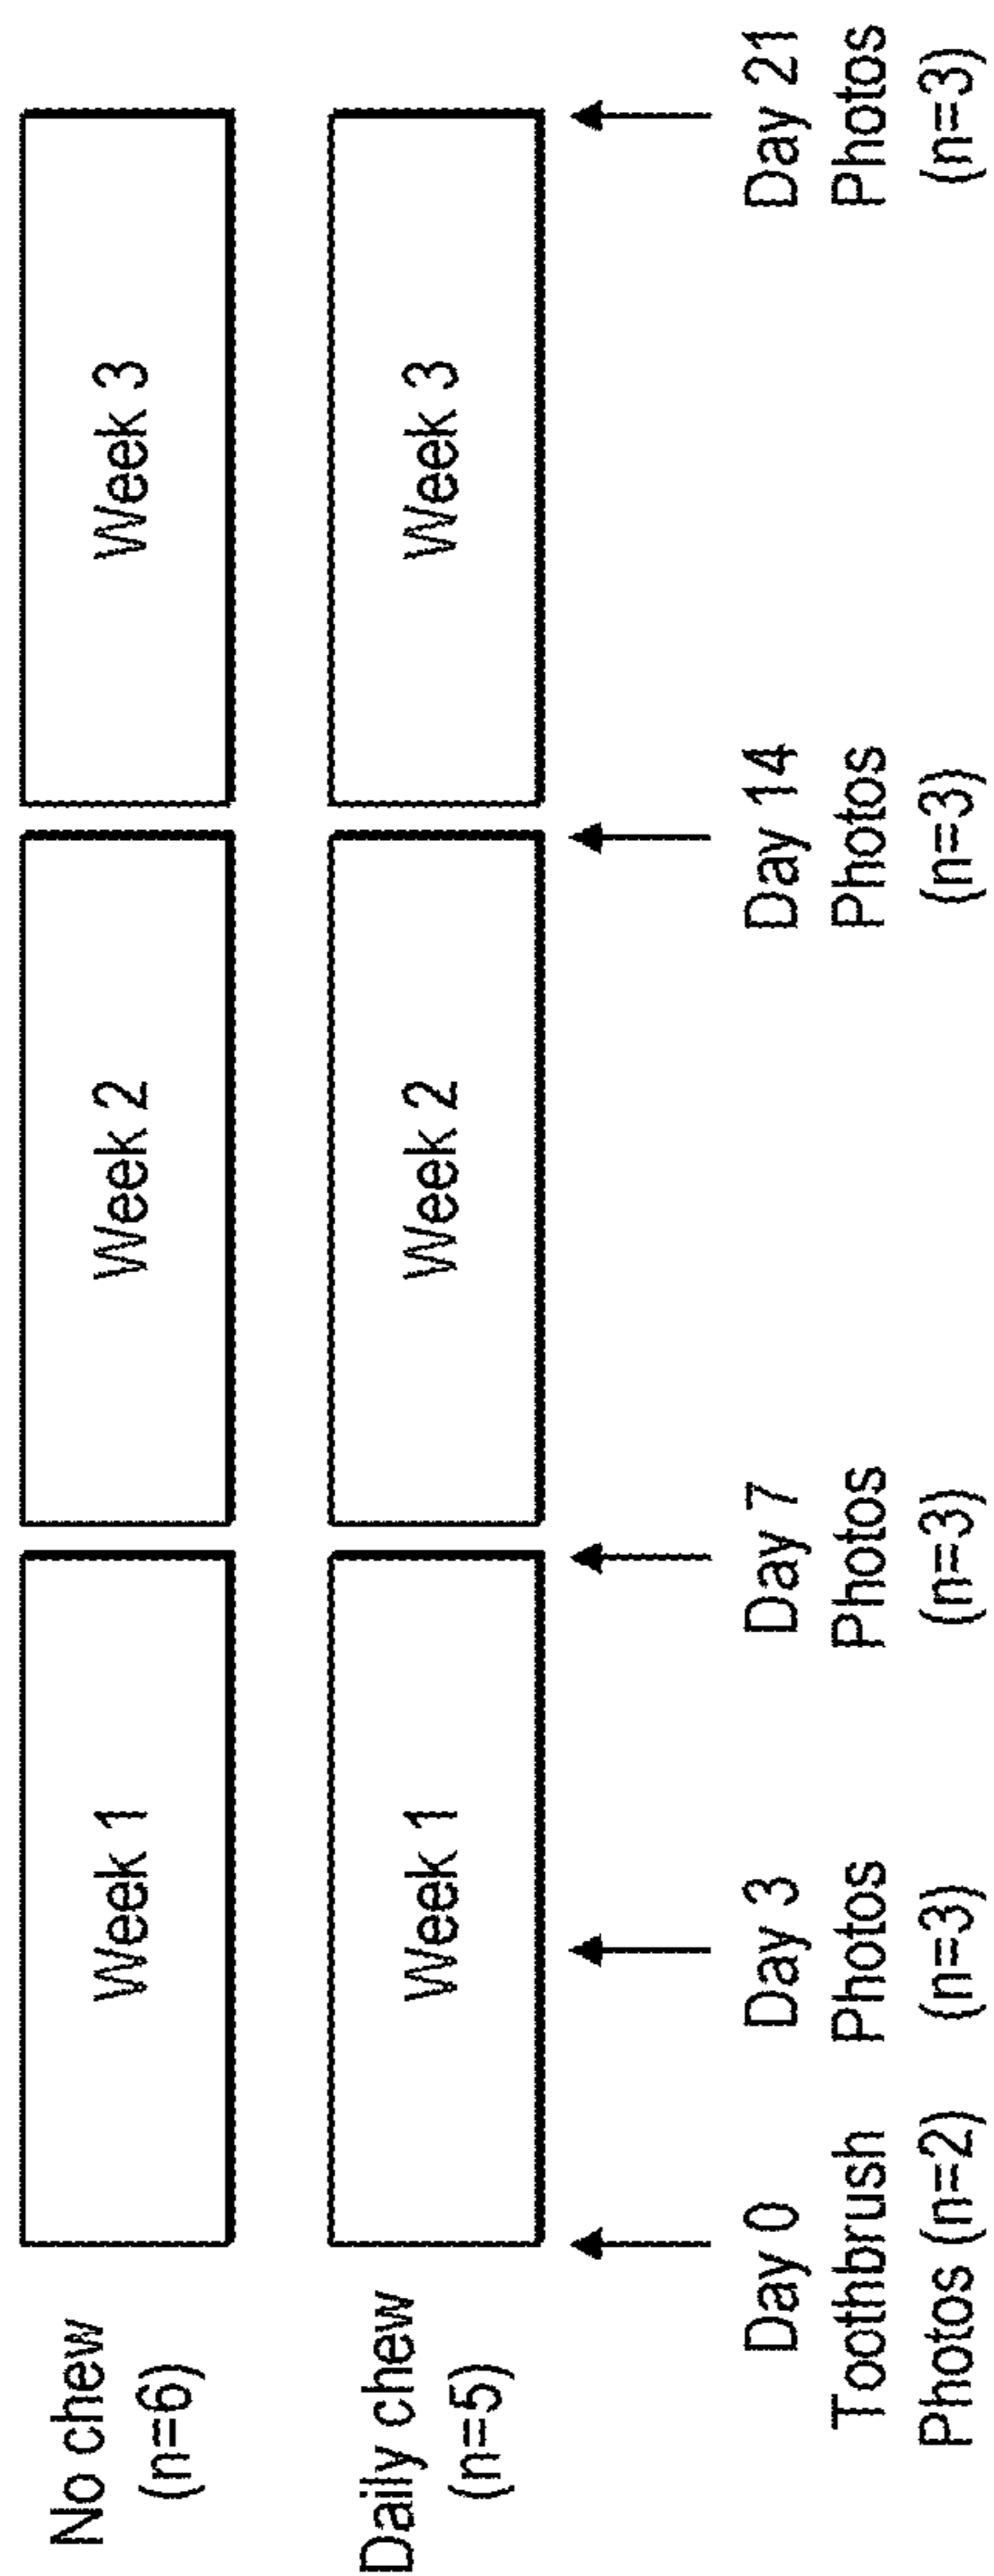 No chew
(n=6)
Week 1
Week 2
Week 3
Daily chew
(n=5)
Week 1
Week 2
Week 3
Day 0
Toothbrush
Photos (n=2)
Day 3
Photos
(n=3)
Day 7
Photos
(n=3)
Day 14
Photos
(n=3)
Day 21
Photos
(n=3)